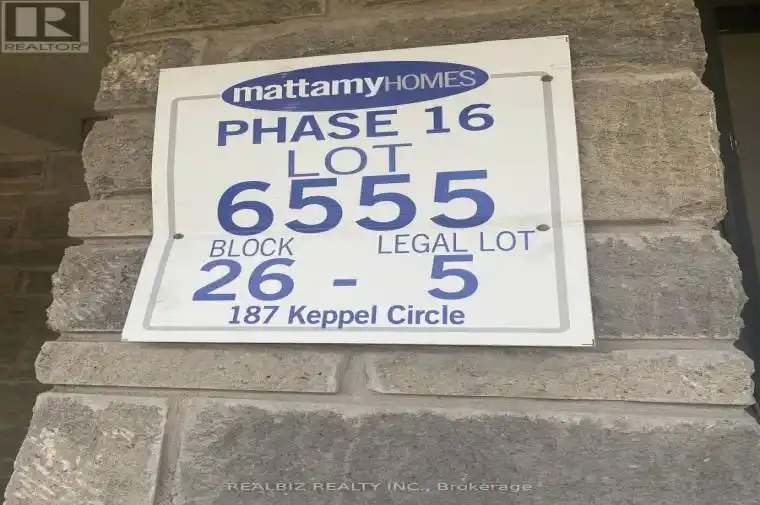 R
REALTOR
mattamyHOMES
PHASE 16
LOT
6555
BLOCK LEGAL LOT
26 - 5
187 Keppel Circle
REALBIZ REALTY INC., Brokerage